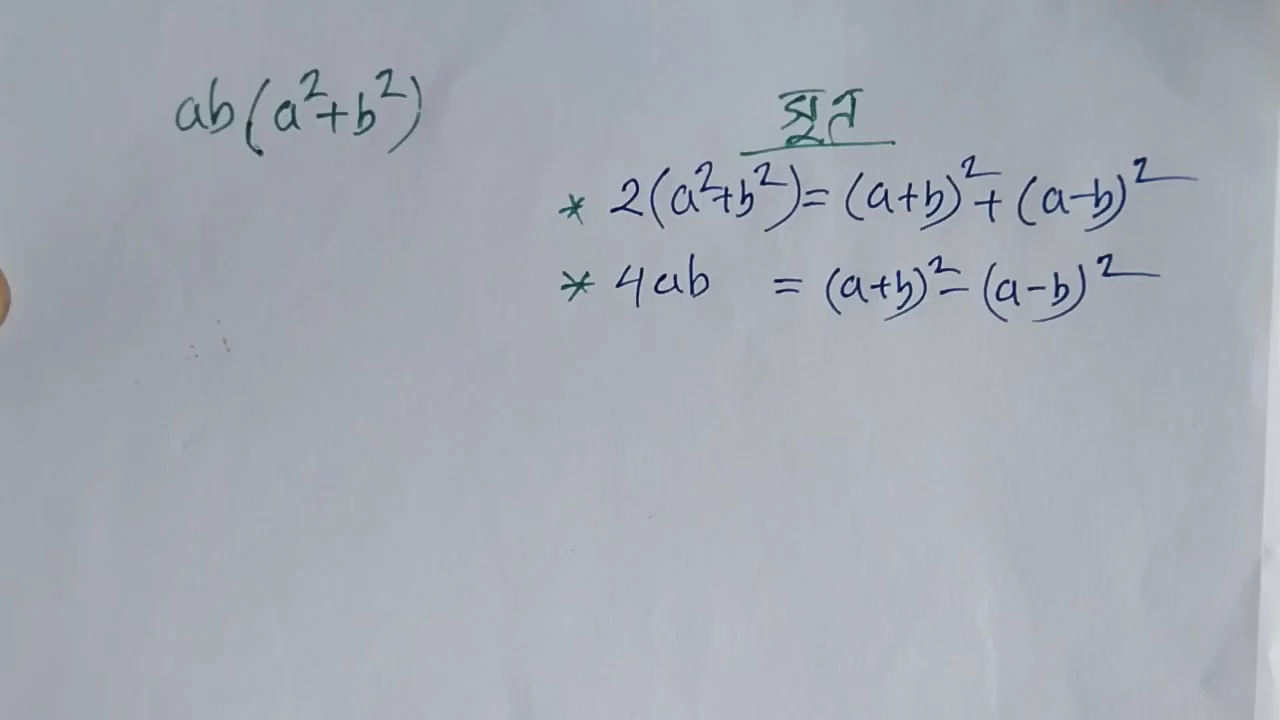 ab(a²+b²)
সূত্র
* 2(a²+b²)=(a+b)²+(a-b)²
* 4ab = (a+b)²-(a-b)²